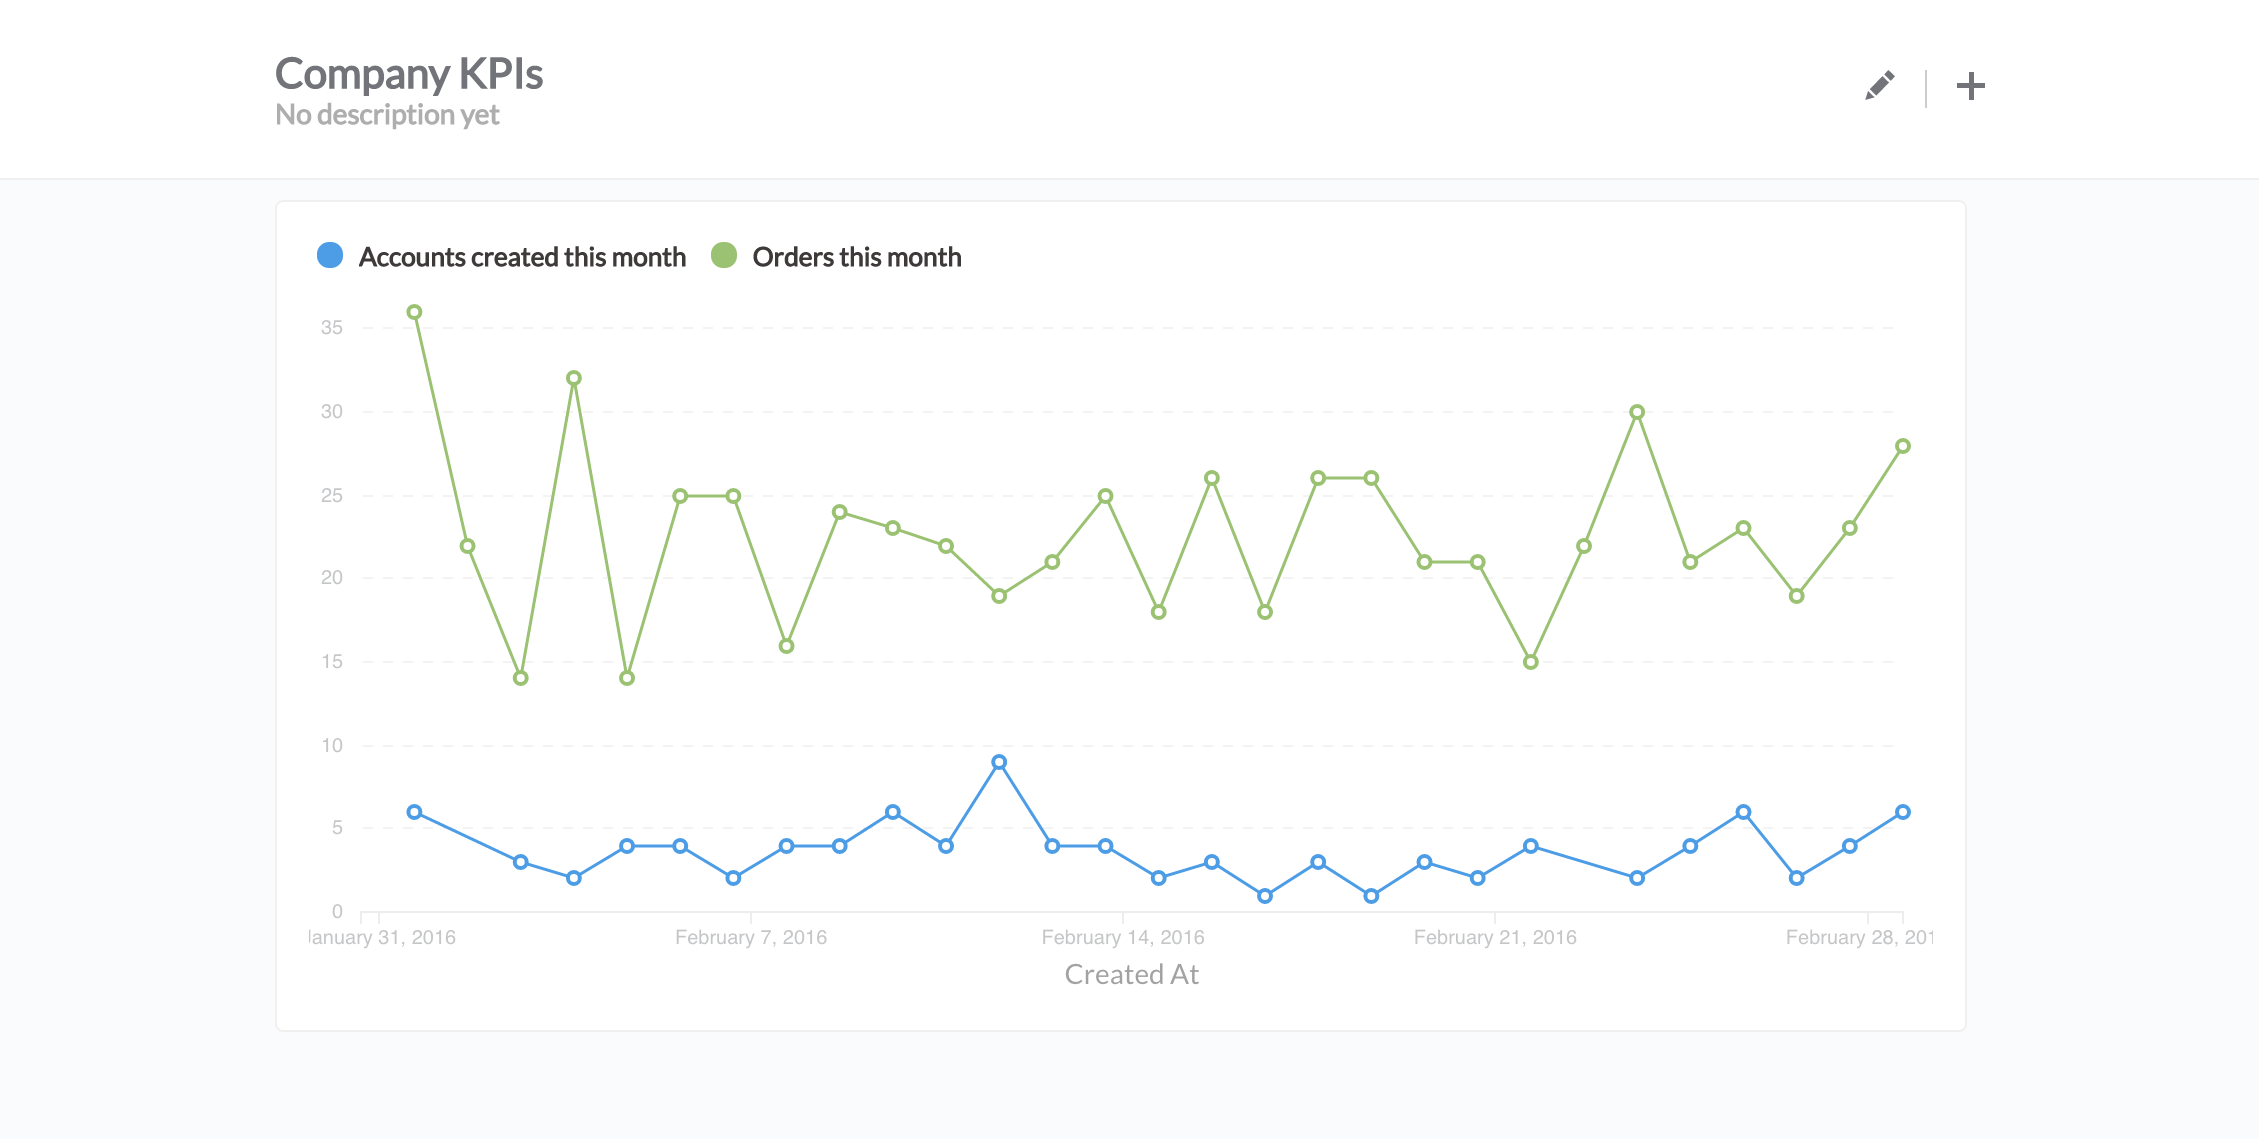 Company KPIs
No description yet
Accounts created this month
Orders this month
35
30
25
20
15
10
5
0
anuary 31, 2016
February 7, 2016
February 14, 2016
February 21, 2016
February 28, 201
Created At